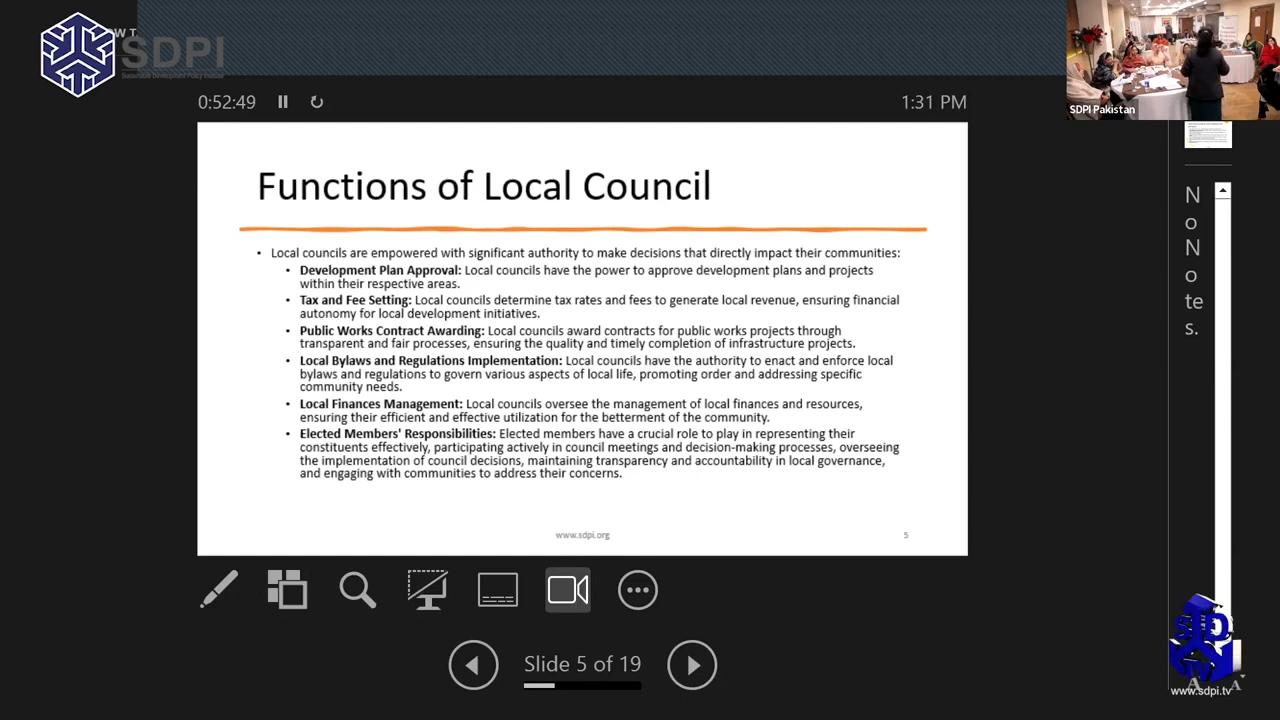 W T
SDPI
Sustainable Development Policy Institute
SDPI Pakistan
0:52:49
1:31 PM
Functions of Local Council
• Local councils are empowered with significant authority to make decisions that directly impact their communities:
• Development Plan Approval: Local councils have the power to approve development plans and projects
within their respective areas.
• Tax and Fee Setting: Local councils determine tax rates and fees to generate local revenue, ensuring financial
autonomy for local development initiatives.
• Public Works Contract Awarding: Local councils award contracts for public works projects through
transparent and fair processes, ensuring the quality and timely completion of infrastructure projects.
• Local Bylaws and Regulations Implementation: Local councils have the authority to enact and enforce local
bylaws and regulations to govern various aspects of local life, promoting order and addressing specific
community needs.
• Local Finances Management: Local councils oversee the management of local finances and resources,
ensuring their efficient and effective utilization for the betterment of the community.
• Elected Members' Responsibilities: Elected members have a crucial role to play in representing their
constituents effectively, participating actively in council meetings and decision-making processes, overseeing
the implementation of council decisions, maintaining transparency and accountability in local governance,
and engaging with communities to address their concerns.
www.sdpi.org
5
N
o
N
o
te
s.
Slide 5 of 19
SD
TV
A A
www.sdpi.tv